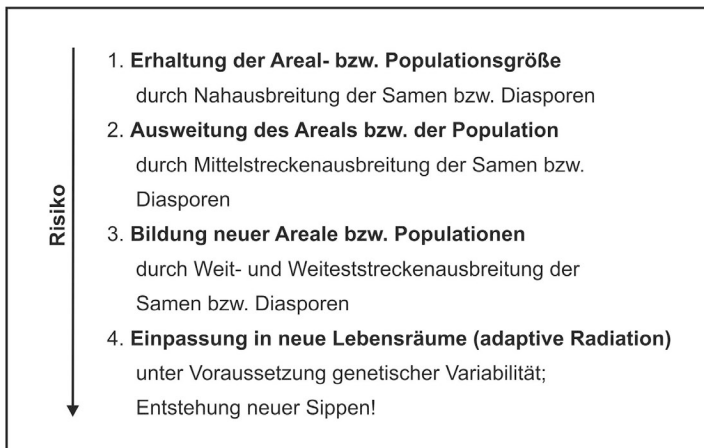 Risiko
1. Erhaltung der Areal- bzw. Populationsgröße
durch Nahausbreitung der Samen bzw. Diasporen
2. Ausweitung des Areals bzw. der Population
durch Mittelstreckenausbreitung der Samen bzw.
Diasporen
3. Bildung neuer Areale bzw. Populationen
durch Weit- und Weiteststreckenausbreitung der
Samen bzw. Diasporen
4. Einpassung in neue Lebensräume (adaptive Radiation)
unter Voraussetzung genetischer Variabilität;
Entstehung neuer Sippen!